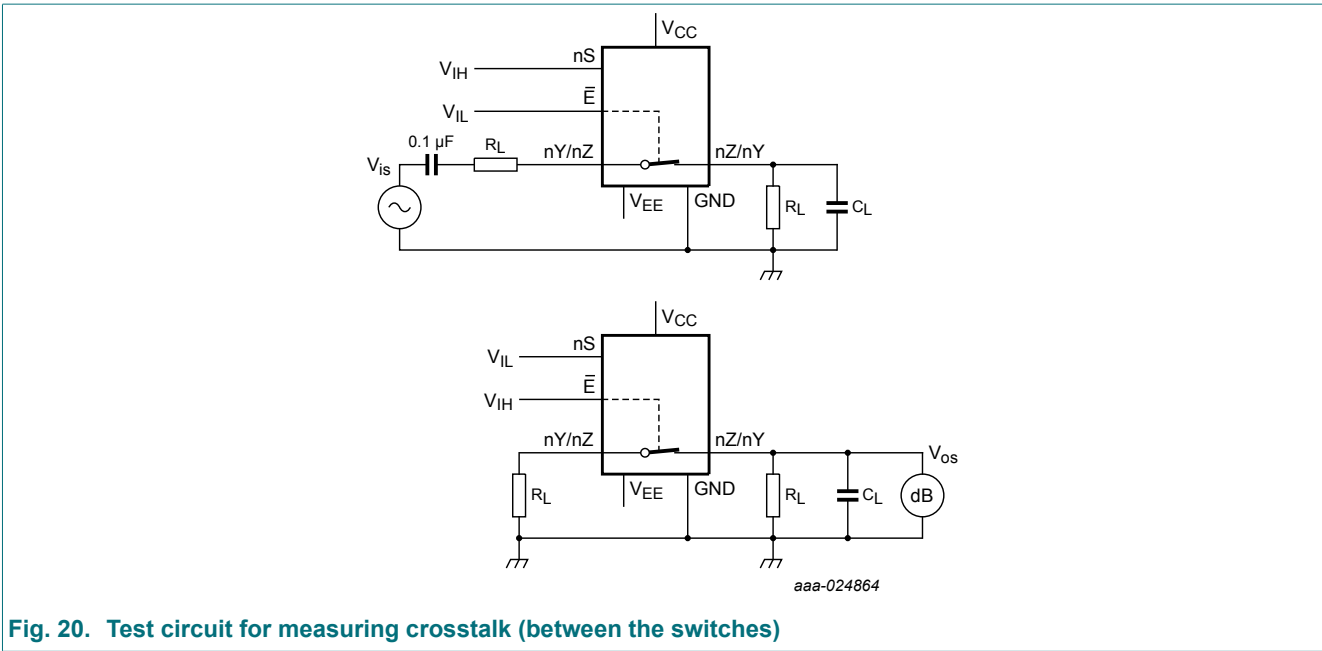 VCC
nS
VIH
E̅
VIL
0.1 µF
RL
nY/nZ
nZ/nY
Vis
VEE
GND
RL
CL
VCC
nS
VIL
E̅
VIH
nY/nZ
nZ/nY
Vos
RL
VEE
GND
RL
CL
dB
aaa-024864
Fig. 20. Test circuit for measuring crosstalk (between the switches)